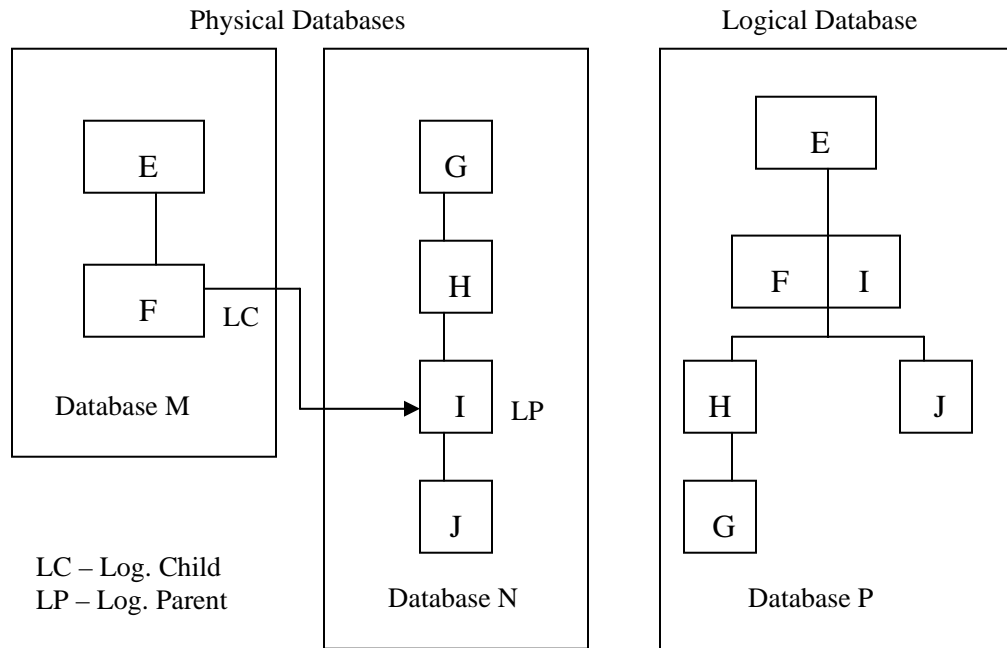 Physical Databases
Logical Database
E
F
LC
Database M
LC – Log. Child
LP – Log. Parent
G
H
I
LP
J
Database N
E
F I
H J
G
Database P